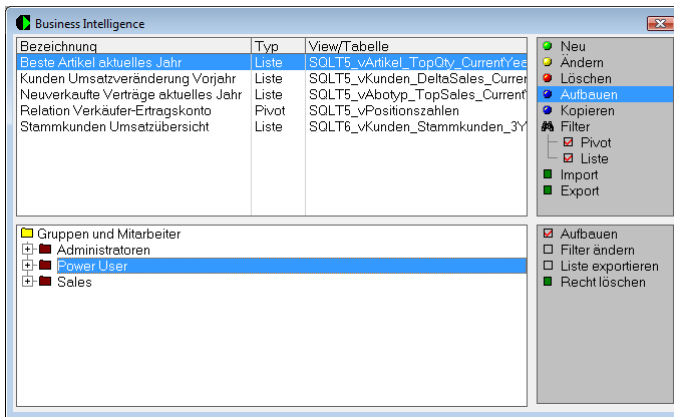 Business Intelligence
Bezeichnung Typ View/Tabelle
Beste Artikel aktuelles Jahr Liste SQLT5_vArtikel_TopQty_CurrentYea
Kunden Umsatzveränderung Vorjahr Liste SQLT5_vKunden_DeltaSales_Curren
Neuverkaufte Verträge aktuelles Jahr Liste SQLT5_vAbotyp_TopSales_Current
Relation Verkäufer-Ertragskonto Pivot SQLT5_vPositionszahlen
Stammkunden Umsatzübersicht Liste SQLT6_vKunden_Stammkunden_3Y
Neu
Ändern
Löschen
Aufbauen
Kopieren
Filter
Pivot
Liste
Import
Export
Gruppen und Mitarbeiter
Administratoren
Power User
Sales
Aufbauen
Filter ändern
Liste exportieren
Recht löschen